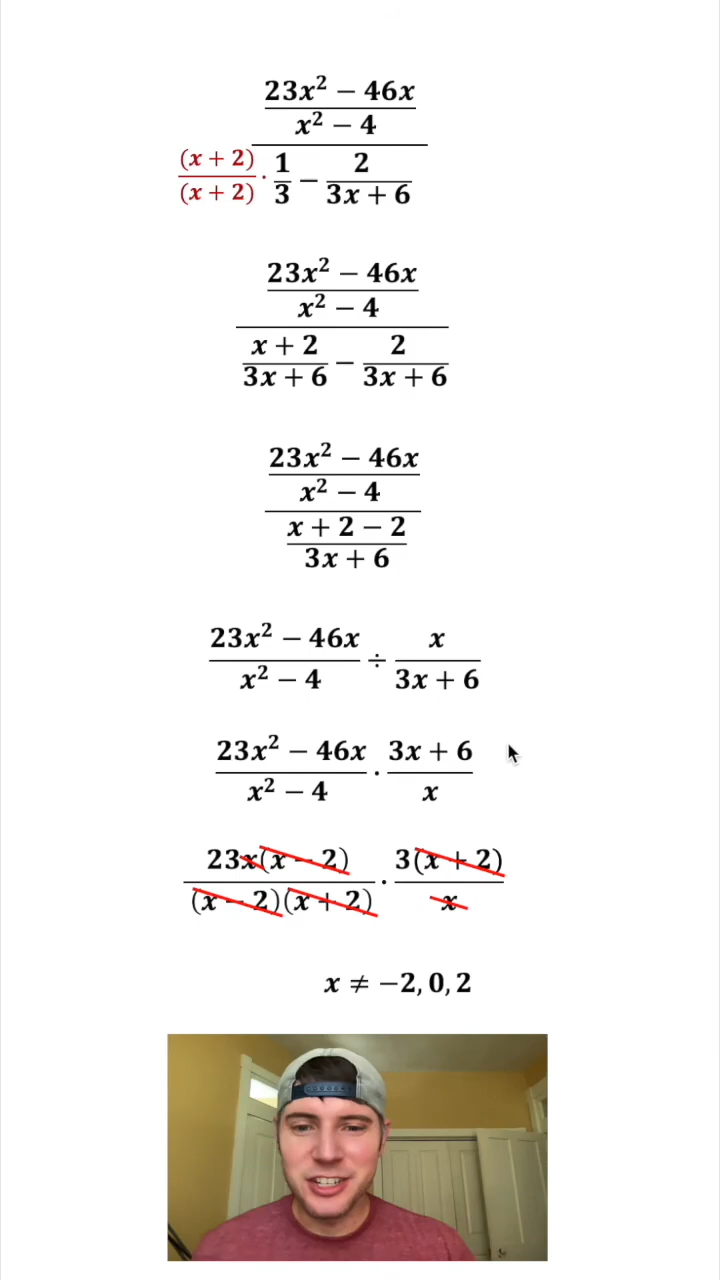 23x² − 46x
x² − 4
(x + 2) 1 2
(x + 2) · 3 − 3x + 6
23x² − 46x
x² − 4
x + 2 2
3x + 6 − 3x + 6
23x² − 46x
x² − 4
x + 2 − 2
3x + 6
23x² − 46x x
x² − 4 ÷ 3x + 6
23x² − 46x 3x + 6
x² − 4 · x
23x(x − 2) 3(x + 2)
(x − 2)(x + 2) · x
x ≠ −2, 0, 2